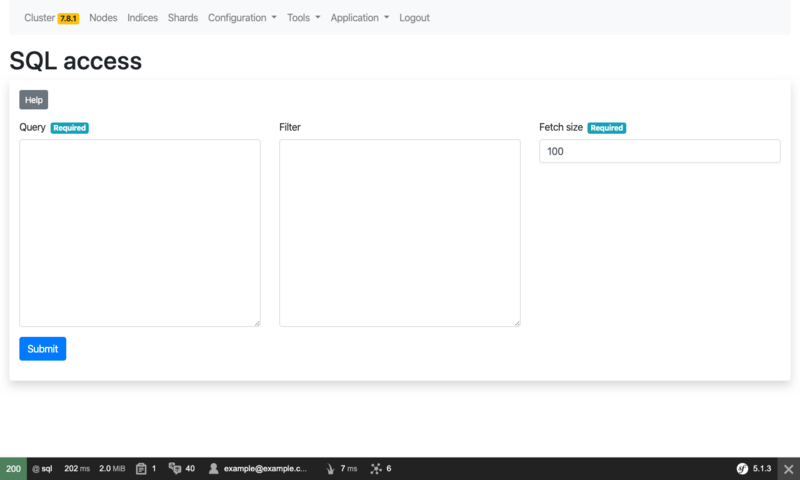 Cluster 7.8.1 Nodes Indices Shards Configuration Tools Application Logout
SQL access
Help
Query Required Filter Fetch size Required
100
Submit
200 @ sql 202 ms 2.0 MiB 1 40 example@example.c... 7 ms 6 sf 5.1.3